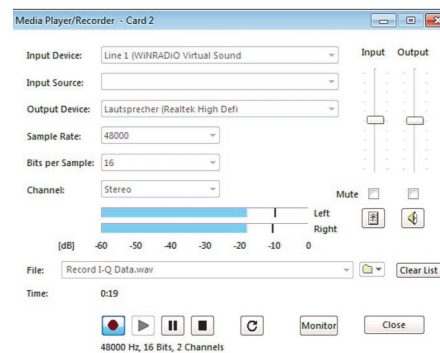 Media Player/Recorder - Card 2
Input Output
Input Device: Line 1 (WiNRADiO Virtual Sound
Input Source:
Output Device: Lautsprecher (Realtek High Defi
Sample Rate: 48000
Bits per Sample: 16
Channel: Stereo
Mute
Left
Right
[dB] -60 -50 -40 -30 -20 -10 0
File: Record I-Q Data.wav Clear List
Time: 0:19
Monitor Close
48000 Hz, 16 Bits, 2 Channels